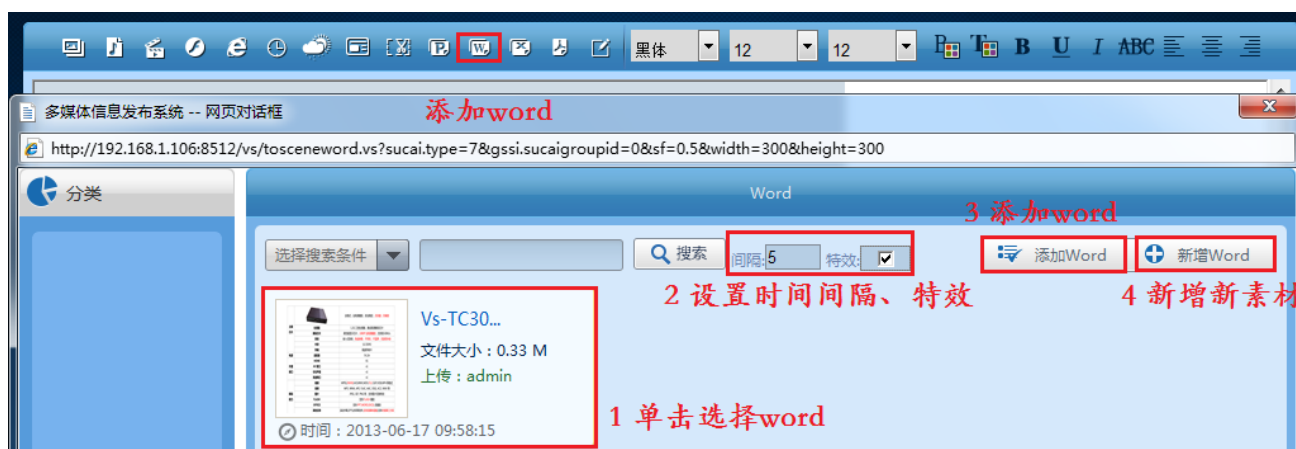 黑体 12 12 B U I ABC
多媒体信息发布系统 -- 网页对话框
添加word
http://192.168.1.106:8512/vs/tosceneword.vs?sucai.type=7&gssi.sucaigroupid=0&sf=0.5&width=300&height=300
分类
Word
3 添加word
选择搜索条件 搜索 间隔:5 特效: 添加Word 新增Word
2 设置时间间隔、特效
4 新增新素材
Vs-TC30...
文件大小：0.33 M
上传：admin
1 单击选择word
时间：2013-06-17 09:58:15